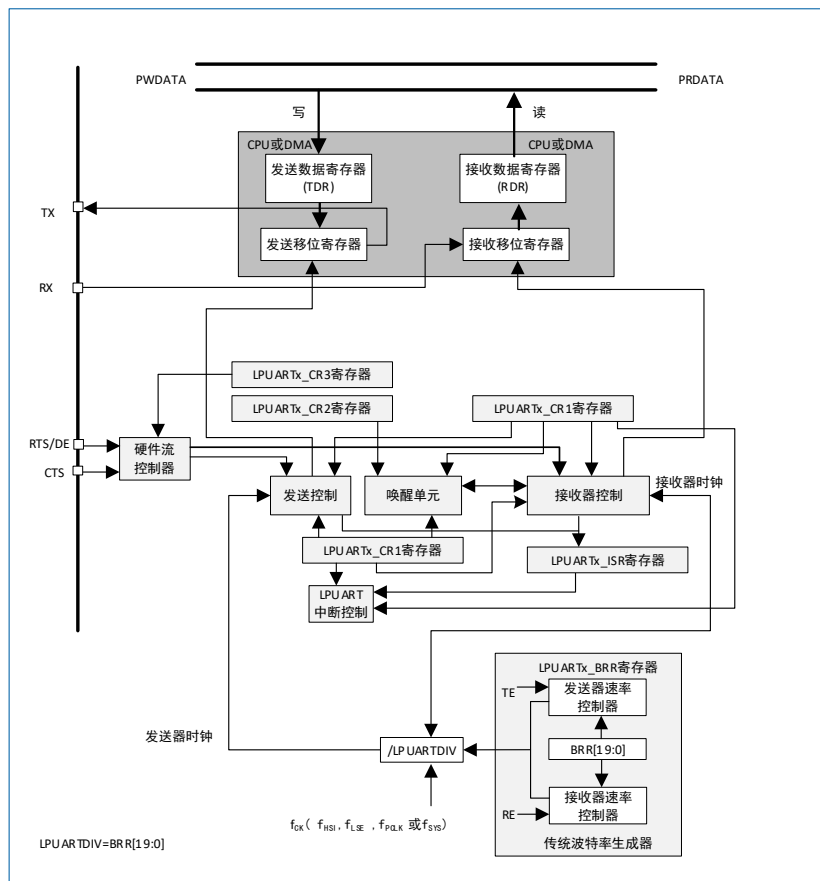 PWDATA
PRDATA
写
读
CPU或DMA
CPU或DMA
发送数据寄存器
(TDR)
接收数据寄存器
(RDR)
TX
发送移位寄存器
接收移位寄存器
RX
LPUARTx_CR3寄存器
LPUARTx_CR2寄存器
LPUARTx_CR1寄存器
RTS/DE
硬件流
控制器
CTS
接收器时钟
发送控制
唤醒单元
接收器控制
LPUARTx_CR1寄存器
LPUARTx_ISR寄存器
LPUART
中断控制
LPUARTx_BRR寄存器
TE
发送器速率
控制器
发送器时钟
/LPUARTDIV
BRR[19:0]
接收器速率
控制器
RE
fCK( fHSI, fLSE , fPCLK 或fSYS)
LPUARTDIV=BRR[19:0]
传统波特率生成器